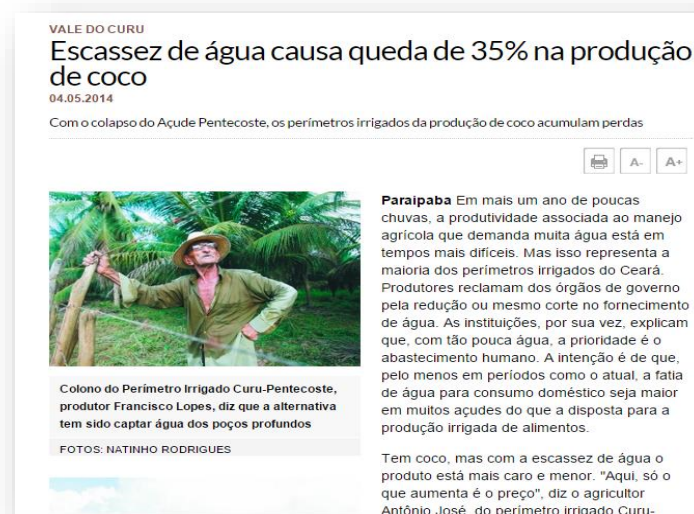 VALE DO CURU
Escassez de água causa queda de 35% na produção
de coco
04.05.2014
Com o colapso do Açude Pentecoste, os perímetros irrigados da produção de coco acumulam perdas
A-
A+
Colono do Perímetro Irrigado Curu-Pentecoste,
produtor Francisco Lopes, diz que a alternativa
tem sido captar água dos poços profundos
FOTOS: NATINHO RODRIGUES
Paraipaba Em mais um ano de poucas
chuvas, a produtividade associada ao manejo
agrícola que demanda muita água está em
tempos mais difíceis. Mas isso representa a
maioria dos perímetros irrigados do Ceará.
Produtores reclamam dos órgãos de governo
pela redução ou mesmo corte no fornecimento
de água. As instituições, por sua vez, explicam
que, com tão pouca água, a prioridade é o
abastecimento humano. A intenção é de que,
pelo menos em períodos como o atual, a fatia
de água para consumo doméstico seja maior
em muitos açudes do que a disposta para a
produção irrigada de alimentos.
Tem coco, mas com a escassez de água o
produto está mais caro e menor. "Aqui, só o
que aumenta é o preço", diz o agricultor
Antônio José, do perímetro irrigado Curu-